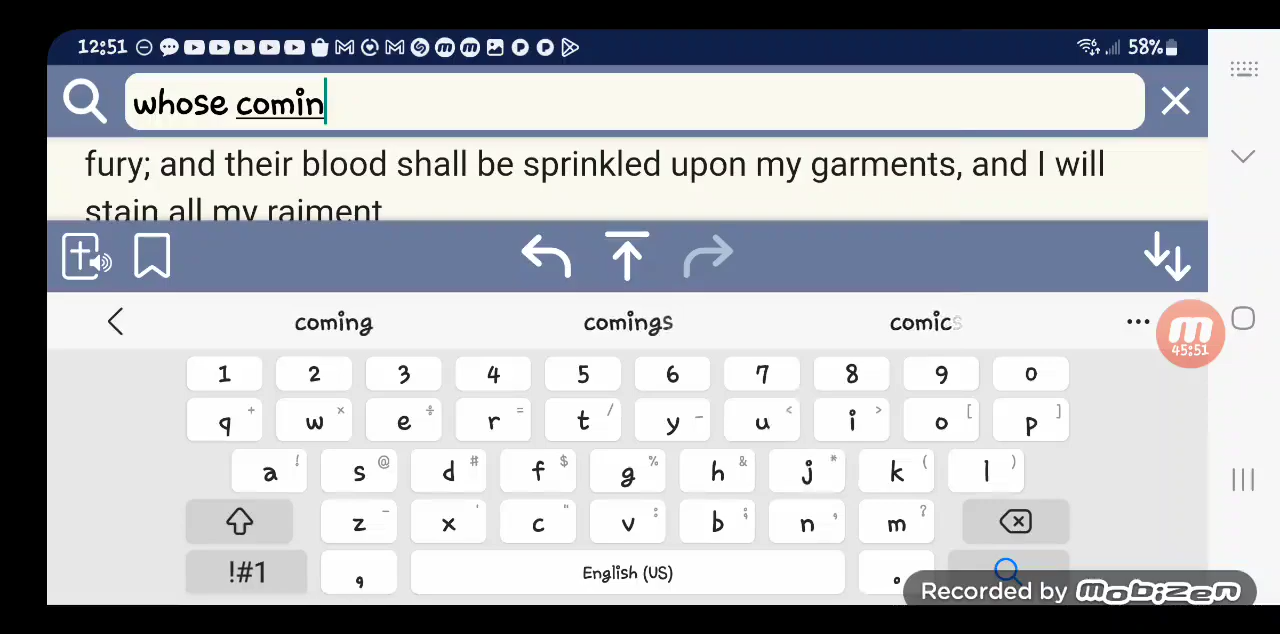 12:51 58%
whose comin
fury; and their blood shall be sprinkled upon my garments, and I will
stain all my raiment
coming comings comics
45:51
1 2 3 4 5 6 7 8 9 0
q + w × e ÷ r = t / y - u < i > o [ p ]
a ! s @ d # f $ g % h & j * k ( l )
z - x ' c " v : b ; n , m ?
!#1 , English (US) .
Recorded by mobizen